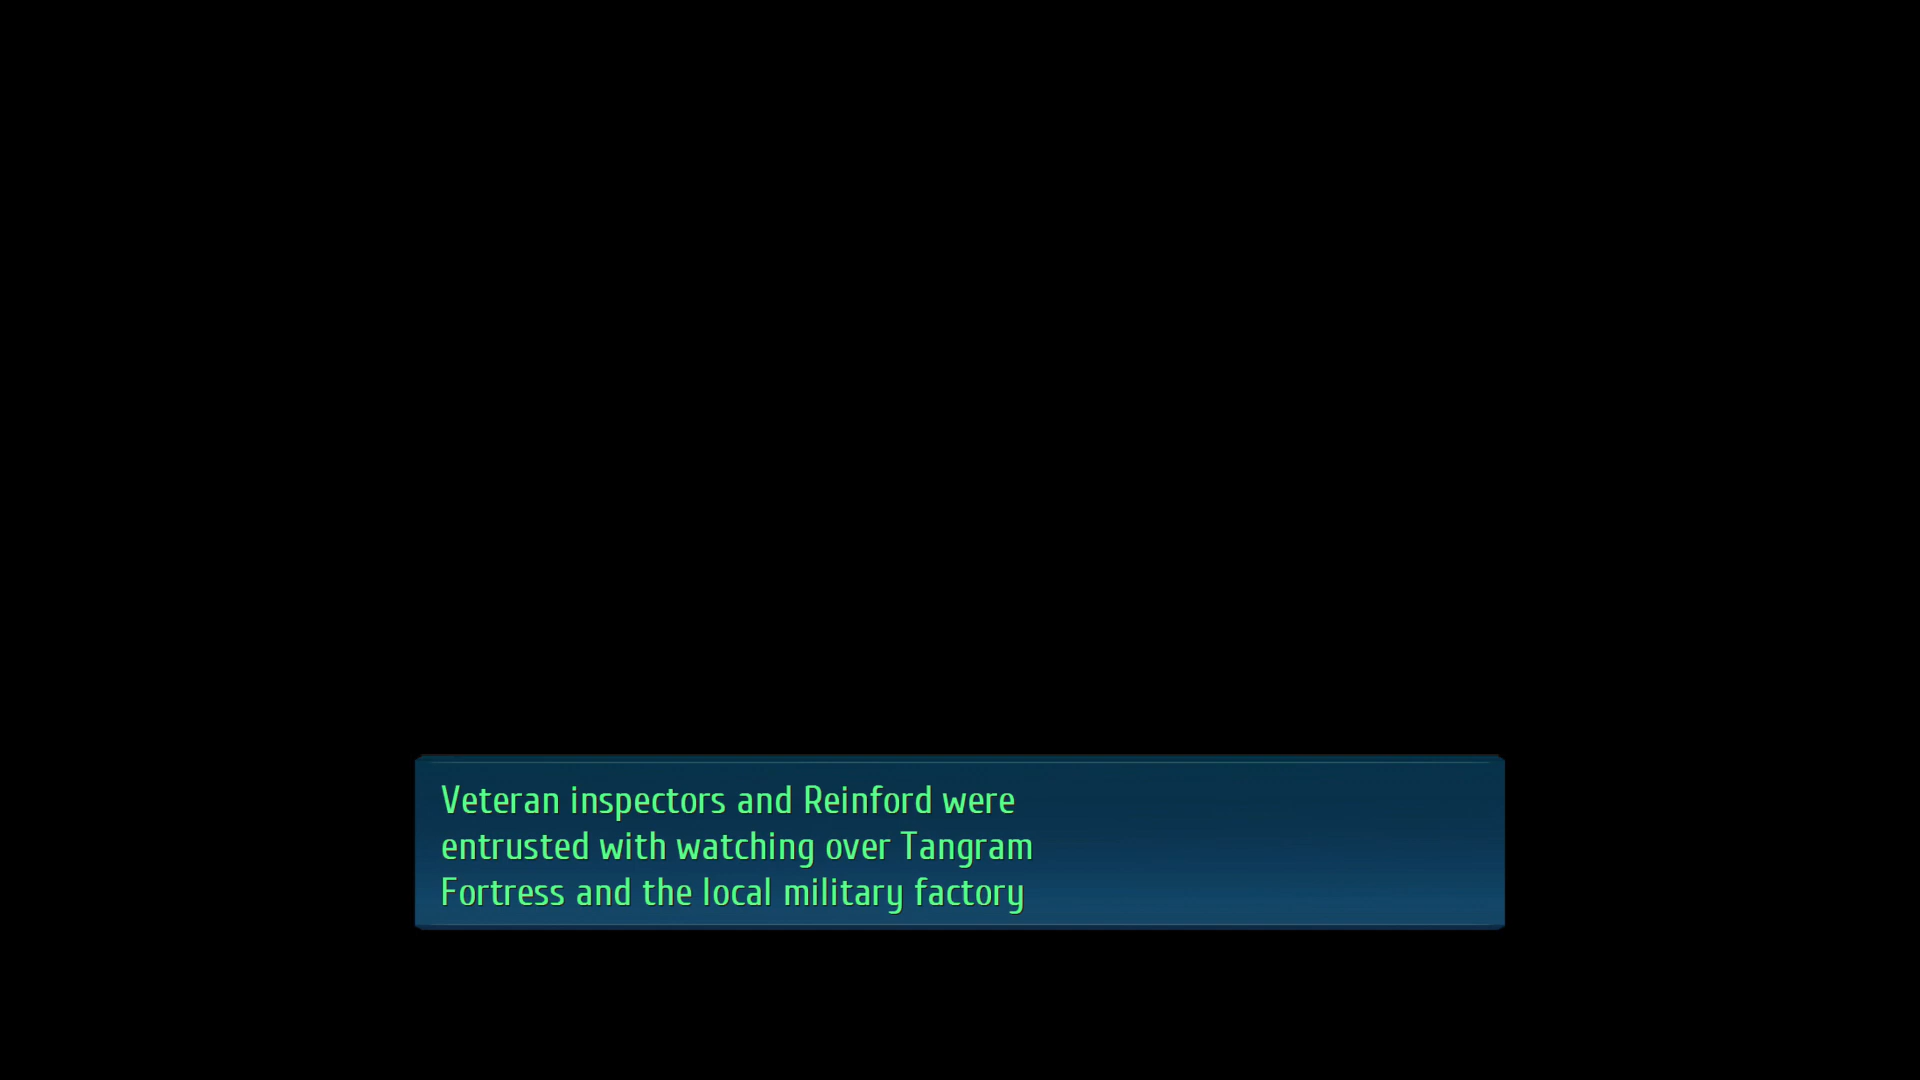 Veteran inspectors and Reinford were
entrusted with watching over Tangram
Fortress and the local military factory